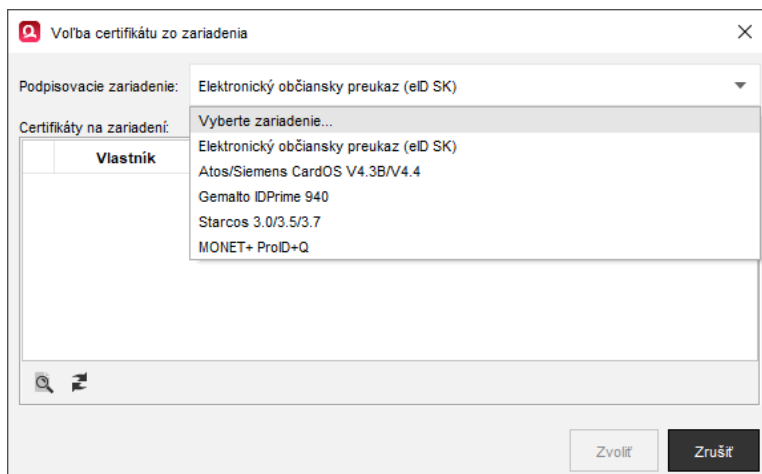 Voľba certifikátu zo zariadenia
Podpisovacie zariadenie: Elektronický občiansky preukaz (eID SK)
Certifikáty na zariadení:
Vyberte zariadenie...
Elektronický občiansky preukaz (eID SK)
Atos/Siemens CardOS V4.3B/V4.4
Gemalto IDPrime 940
Starcos 3.0/3.5/3.7
MONET+ ProID+Q
Vlastník
Zvoliť Zrušiť